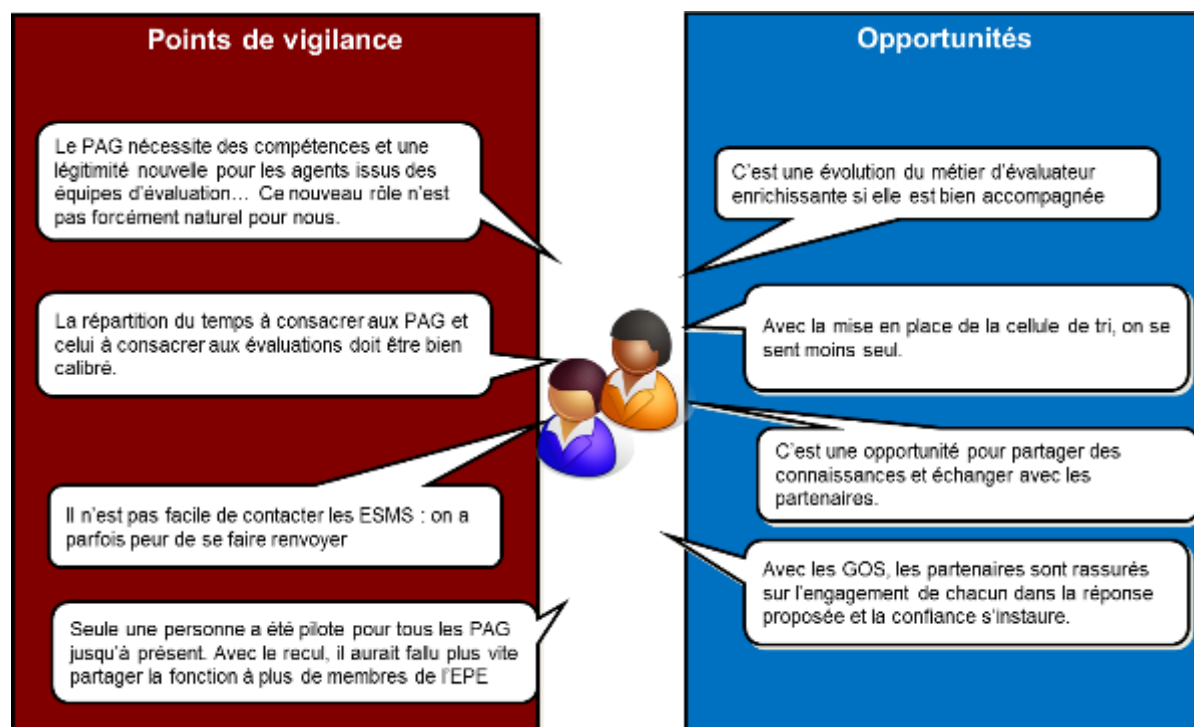 Points de vigilance
Le PAG nécessite des compétences et une
légitimité nouvelle pour les agents issus des
équipes d'évaluation… Ce nouveau rôle n'est
pas forcément naturel pour nous.
La répartition du temps à consacrer aux PAG et
celui à consacrer aux évaluations doit être bien
calibré.
Il n'est pas facile de contacter les ESMS : on a
parfois peur de se faire renvoyer
Seule une personne a été pilote pour tous les PAG
jusqu'à présent. Avec le recul, il aurait fallu plus vite
partager la fonction à plus de membres de l'EPE
Opportunités
C'est une évolution du métier d'évaluateur
enrichissante si elle est bien accompagnée
Avec la mise en place de la cellule de tri, on se
sent moins seul.
C'est une opportunité pour partager des
connaissances et échanger avec les
partenaires.
Avec les GOS, les partenaires sont rassurés
sur l'engagement de chacun dans la réponse
proposée et la confiance s'instaure.